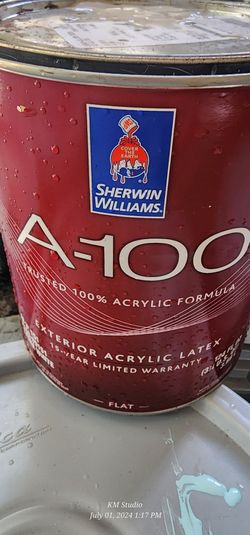 COVER THE
EARTH
SHERWIN
WILLIAMS.
A-100
TRUSTED 100% ACRYLIC FORMULA
EXTERIOR ACRYLIC LATEX
15-YEAR LIMITED WARRANTY
FLAT
KM Studio
July 01, 2024 1:17 PM